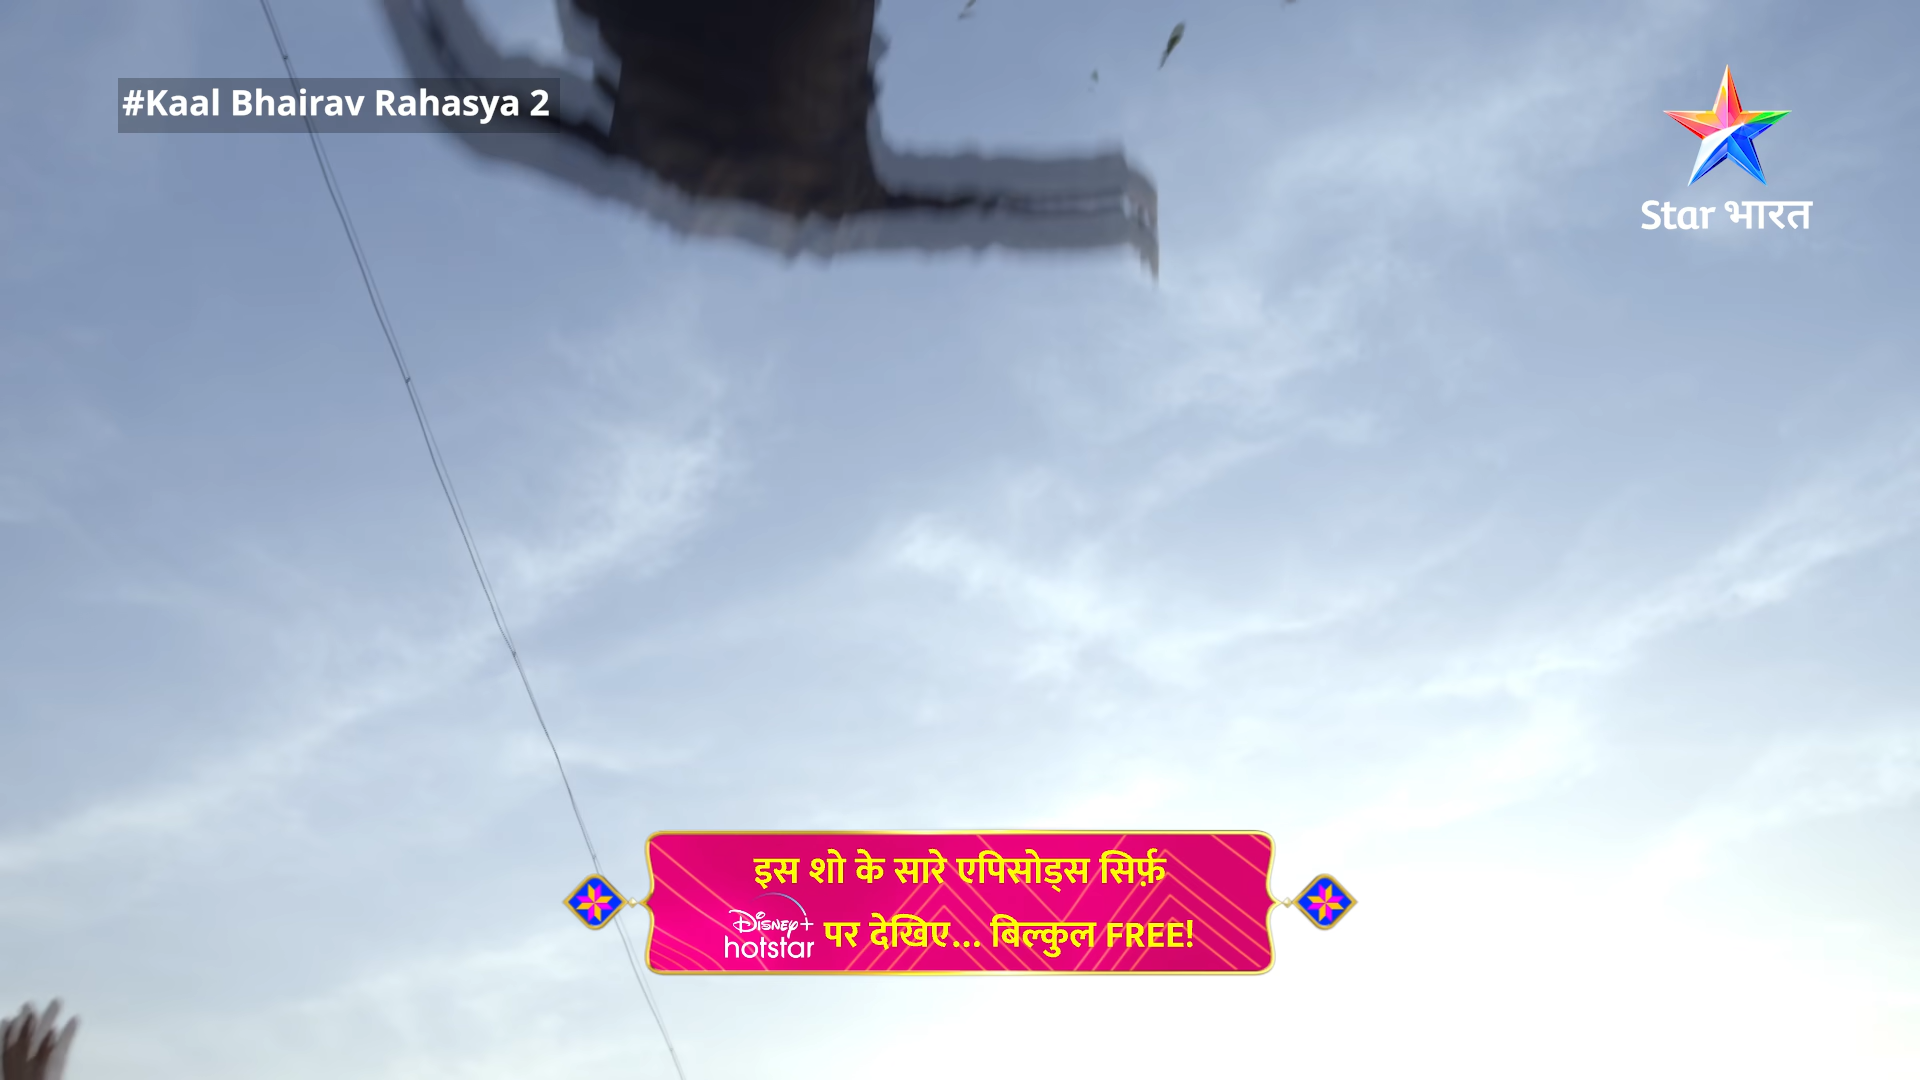 #Kaal Bhairav Rahasya 2
Star भारत
इस शो के सारे एपिसोड्स सिर्फ़
Disney+ hotstar पर देखिए... बिल्कुल FREE!